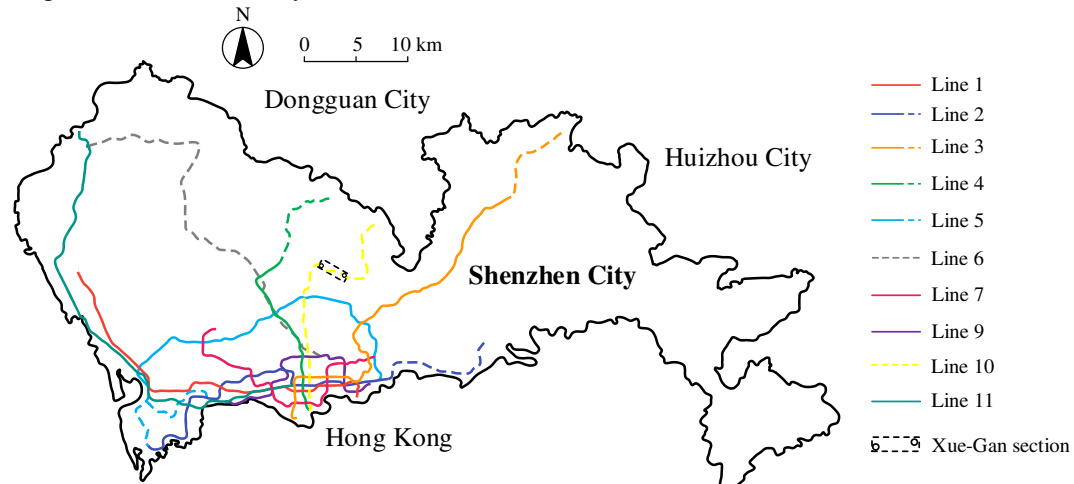 N
0 5 10 km
Dongguan City
Huizhou City
Shenzhen City
Hong Kong
Line 1
Line 2
Line 3
Line 4
Line 5
Line 6
Line 7
Line 9
Line 10
Line 11
Xue-Gan section